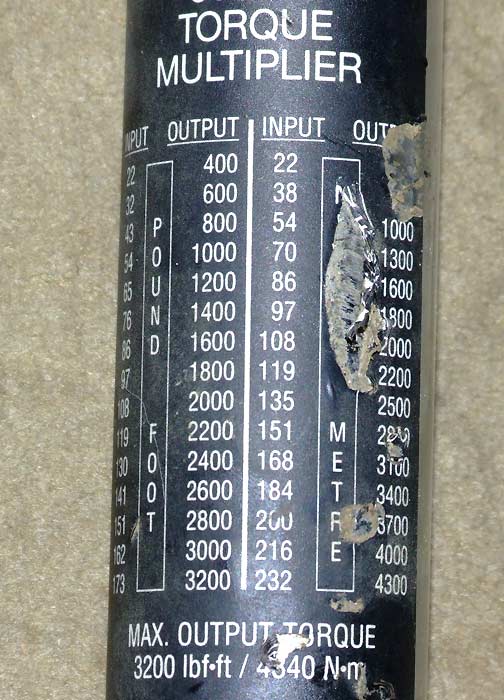 TORQUE
MULTIPLIER
INPUT OUTPUT INPUT
22 400 22
32 600 38
43 800 54 1000
54 1000 70 1300
65 1200 86 1600
76 1400 97 1800
86 1600 108 2000
97 1800 119 2200
108 2000 135 2500
119 2200 151
130 2400 168 3100
141 2600 184 3400
151 2800 200 3700
162 3000 216 4000
173 3200 232 4300
POUND FOOT
METRE
MAX. OUTPUT TORQUE
3200 lbf·ft / 4340 N·m